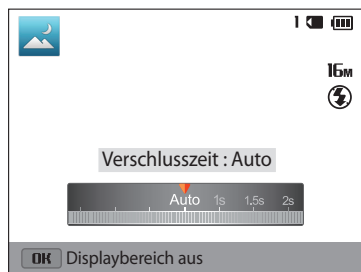 1
16M
Verschlusszeit : Auto
Auto 1s 1.5s 2s
OK Displaybereich aus